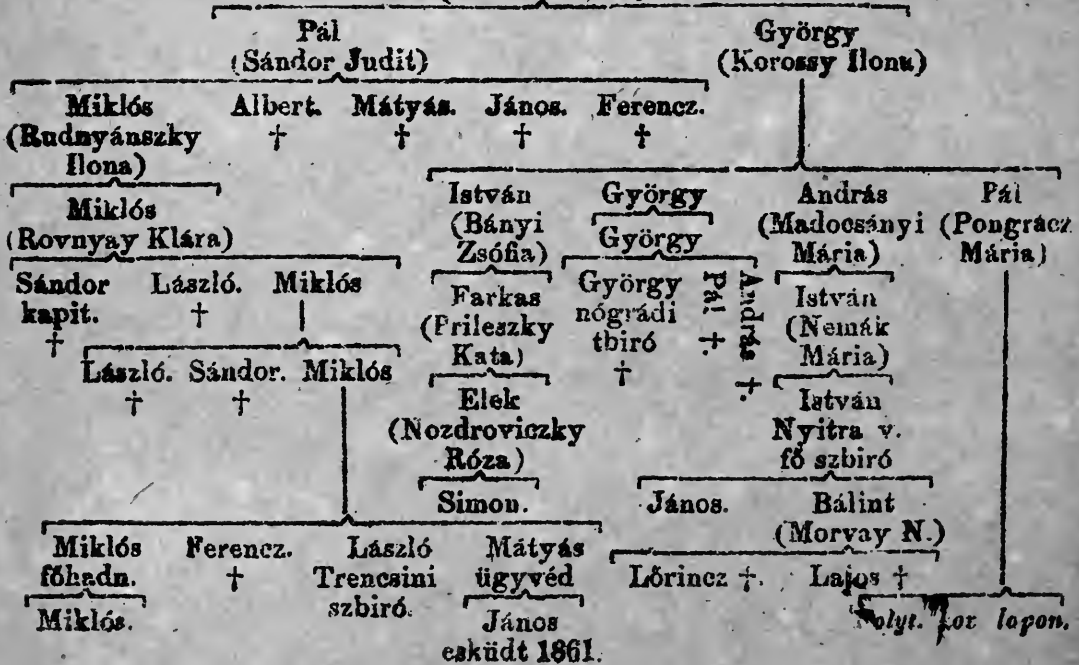 Pál György
(Sándor Judit) (Korossy Ilona)
Miklós Albert. Mátyás. János. Ferencz.
(Rudnyánszky † † † †
Ilona)
István György András Pál
Miklós (Bányi György (Madocsányi (Pongrácz
(Rovnyay Klára) Zsófia) Mária) Mária)
Sándor László. Miklós Farkas György Pál †. András †. István
kapit. † (Prileszky nógrádi (Nemák
† Kata) tbiró Mária)
László. Sándor. Miklós †
† † Elek István
(Nozdroviczky Nyitra v.
Róza) fő szbiró
Simon. János. Bálint
(Morvay N.)
Miklós Ferencz. László Mátyás Lőrincz †. Lajos †
főhadn. † Trencsini ügyvéd
szbiró.
Miklós. János lapon.
esküdt 1861.